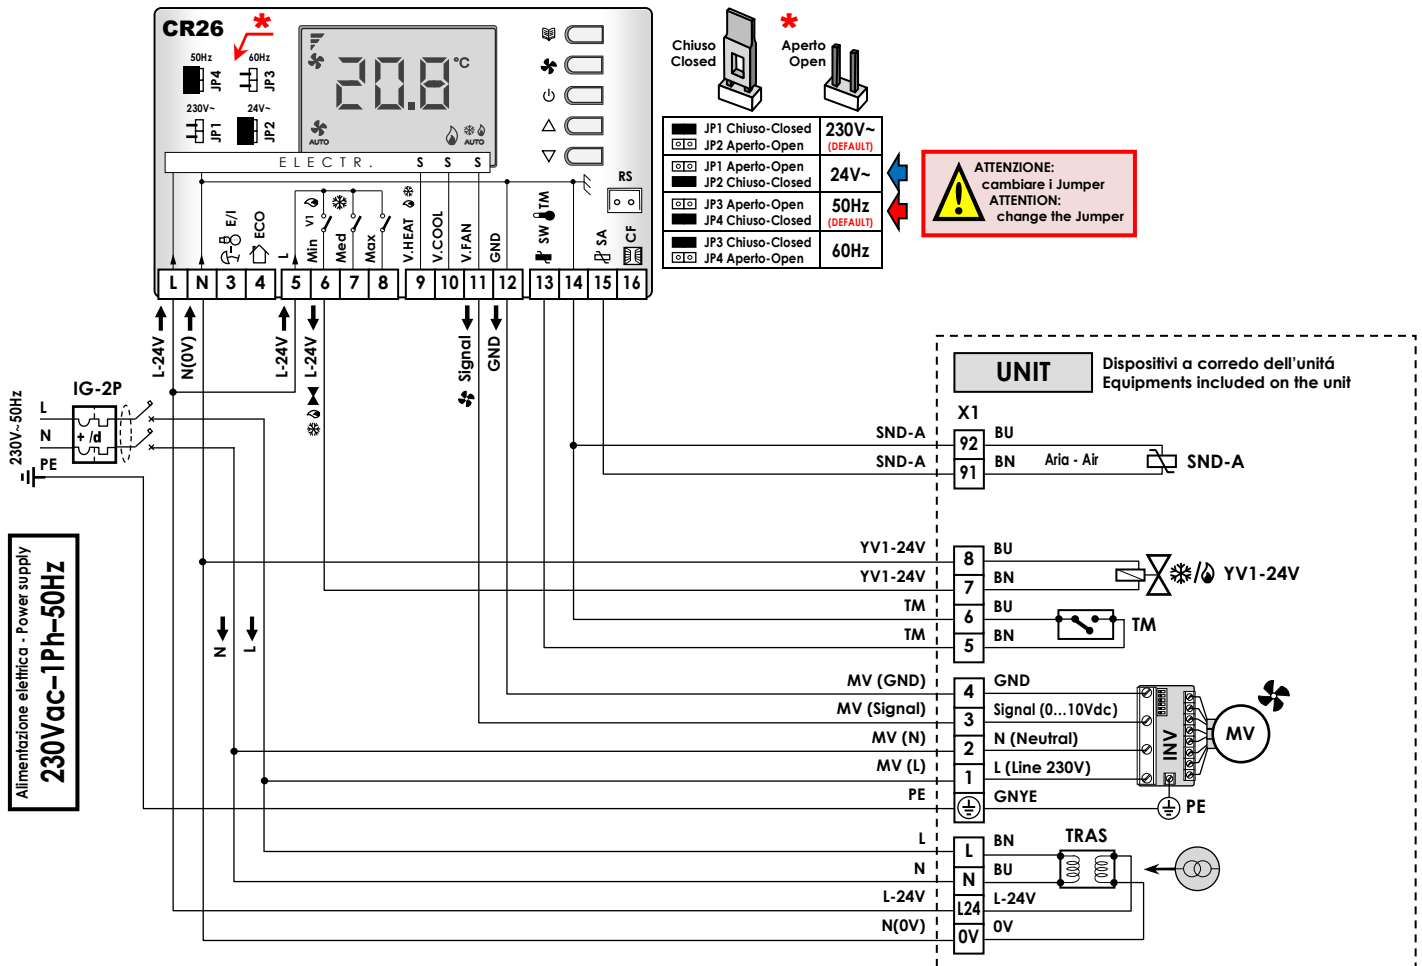 CR26
*
50Hz
JP4
60Hz
JP3
230V~
JP1
24V~
JP2
20.8 °C
AUTO
AUTO
ELECTR.
S S S
RS
E/I
ECO
L
Min V1
Med
Max
V.HEAT
V.COOL
V.FAN
GND
SW
TM
SA
CF
L N 3 4 5 6 7 8 9 10 11 12 13 14 15 16
Chiuso
Closed
*
Aperto
Open
JP1 Chiuso-Closed
JP2 Aperto-Open
230V~
(DEFAULT)
JP1 Aperto-Open
JP2 Chiuso-Closed
24V~
JP3 Aperto-Open
JP4 Chiuso-Closed
50Hz
(DEFAULT)
JP3 Chiuso-Closed
JP4 Aperto-Open
60Hz
ATTENZIONE:
cambiare i Jumper
ATTENTION:
change the Jumper
L-24V
N(0V)
L-24V
L-24V
Signal
GND
IG-2P
+ /d
230V~50Hz
L
N
PE
Alimentazione elettrica - Power supply
230Vac-1Ph-50Hz
N
L
UNIT
Dispositivi a corredo dell'unitá
Equipments included on the unit
X1
SND-A 92 BU
SND-A 91 BN
Aria - Air
SND-A
YV1-24V 8 BU
YV1-24V 7 BN
YV1-24V
TM 6 BU
TM 5 BN
TM
MV (GND) 4 GND
MV (Signal) 3 Signal (0...10Vdc)
MV (N) 2 N (Neutral)
MV (L) 1 L (Line 230V)
INV
MV
PE GNYE
PE
L L BN
N N BU
TRAS
L-24V L24 L-24V
N(0V) 0V 0V